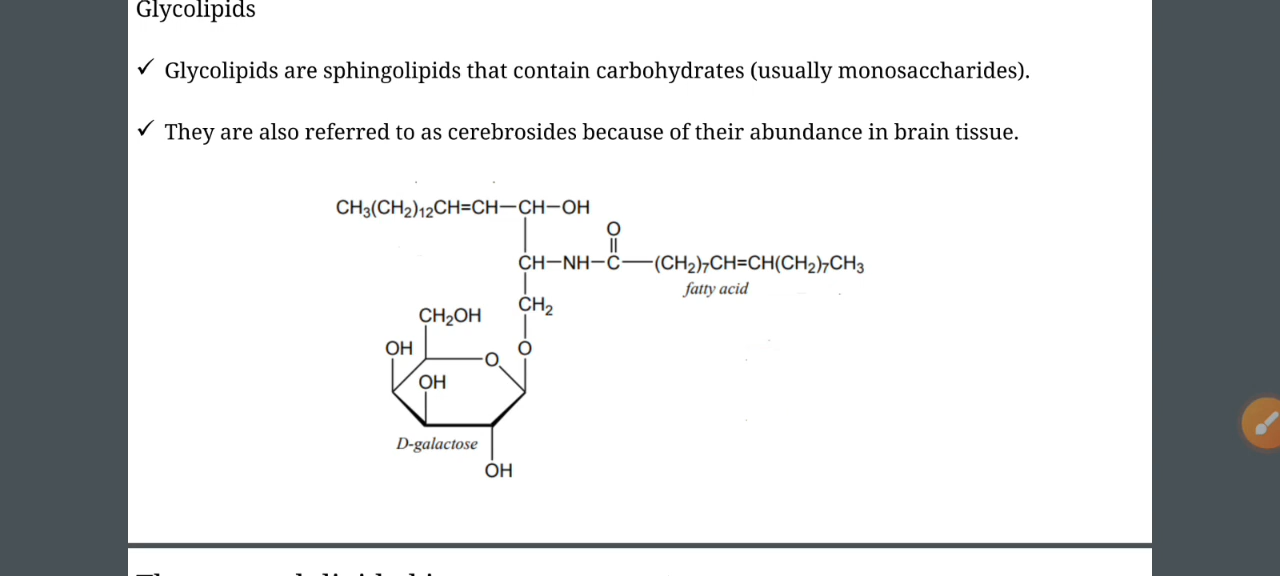 Glycolipids
✓ Glycolipids are sphingolipids that contain carbohydrates (usually monosaccharides).
✓ They are also referred to as cerebrosides because of their abundance in brain tissue.
CH₃(CH₂)₁₂CH=CH—CH—OH
O
CH—NH—C—(CH₂)₇CH=CH(CH₂)₇CH₃
fatty acid
CH₂
CH₂OH
OH
O
O
OH
D-galactose
OH